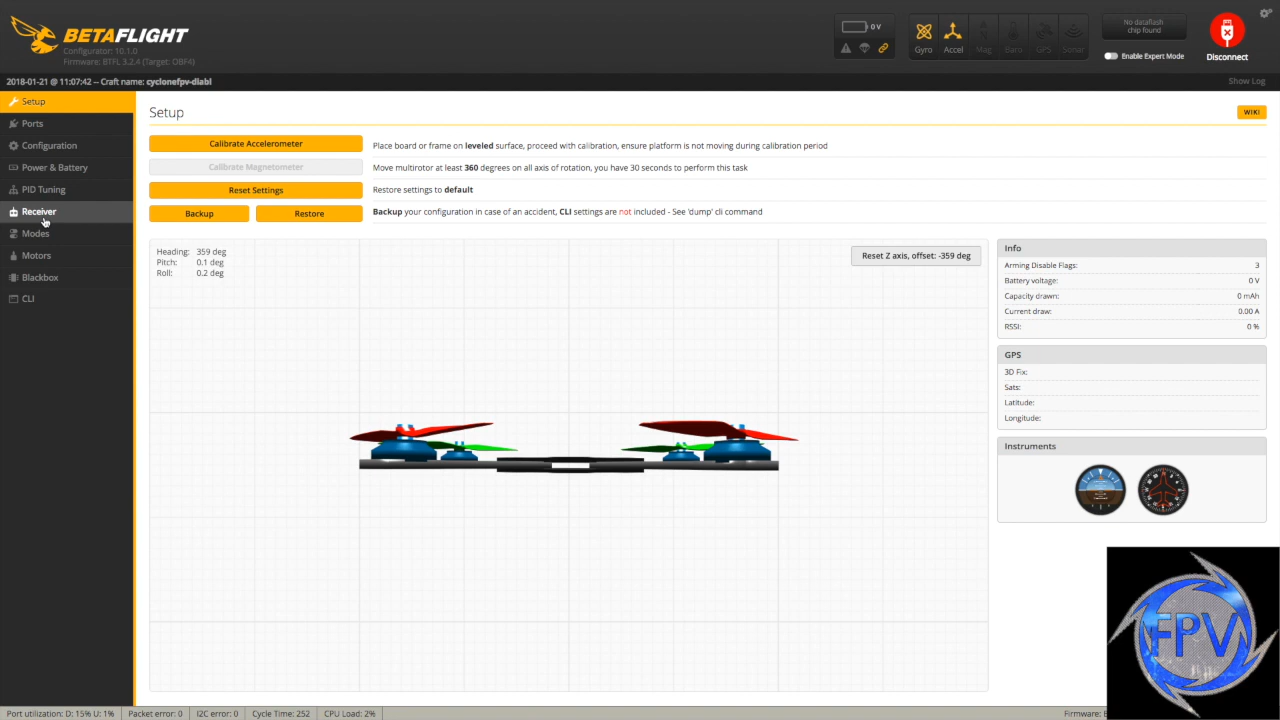 BETAFLIGHT
Configurator: 10.1.0
Firmware: BTFL 3.2.4 (Target: OBF4)
0 V
Gyro
Accel
Mag
Baro
GPS
Sonar
No dataflash
chip found
Enable Expert Mode
Disconnect
2018-01-21 @ 11:07:42 -- Craft name: cyclonefpv-diabl
Show Log
Setup
Ports
Configuration
Power & Battery
PID Tuning
Receiver
Modes
Motors
Blackbox
CLI
Setup
WIKI
Calibrate Accelerometer
Place board or frame on leveled surface, proceed with calibration, ensure platform is not moving during calibration period
Calibrate Magnetometer
Move multirotor at least 360 degrees on all axis of rotation, you have 30 seconds to perform this task
Reset Settings
Restore settings to default
Backup
Restore
Backup your configuration in case of an accident, CLI settings are not included - See 'dump' cli command
Heading: 359 deg
Pitch: 0.1 deg
Roll: 0.2 deg
Reset Z axis, offset: -359 deg
Info
Arming Disable Flags: 3
Battery voltage: 0 V
Capacity drawn: 0 mAh
Current draw: 0.00 A
RSSI: 0 %
GPS
3D Fix:
Sats:
Latitude:
Longitude:
Instruments
FPV
Port utilization: D: 15% U: 1%
Packet error: 0
I2C error: 0
Cycle Time: 252
CPU Load: 2%
Firmware: